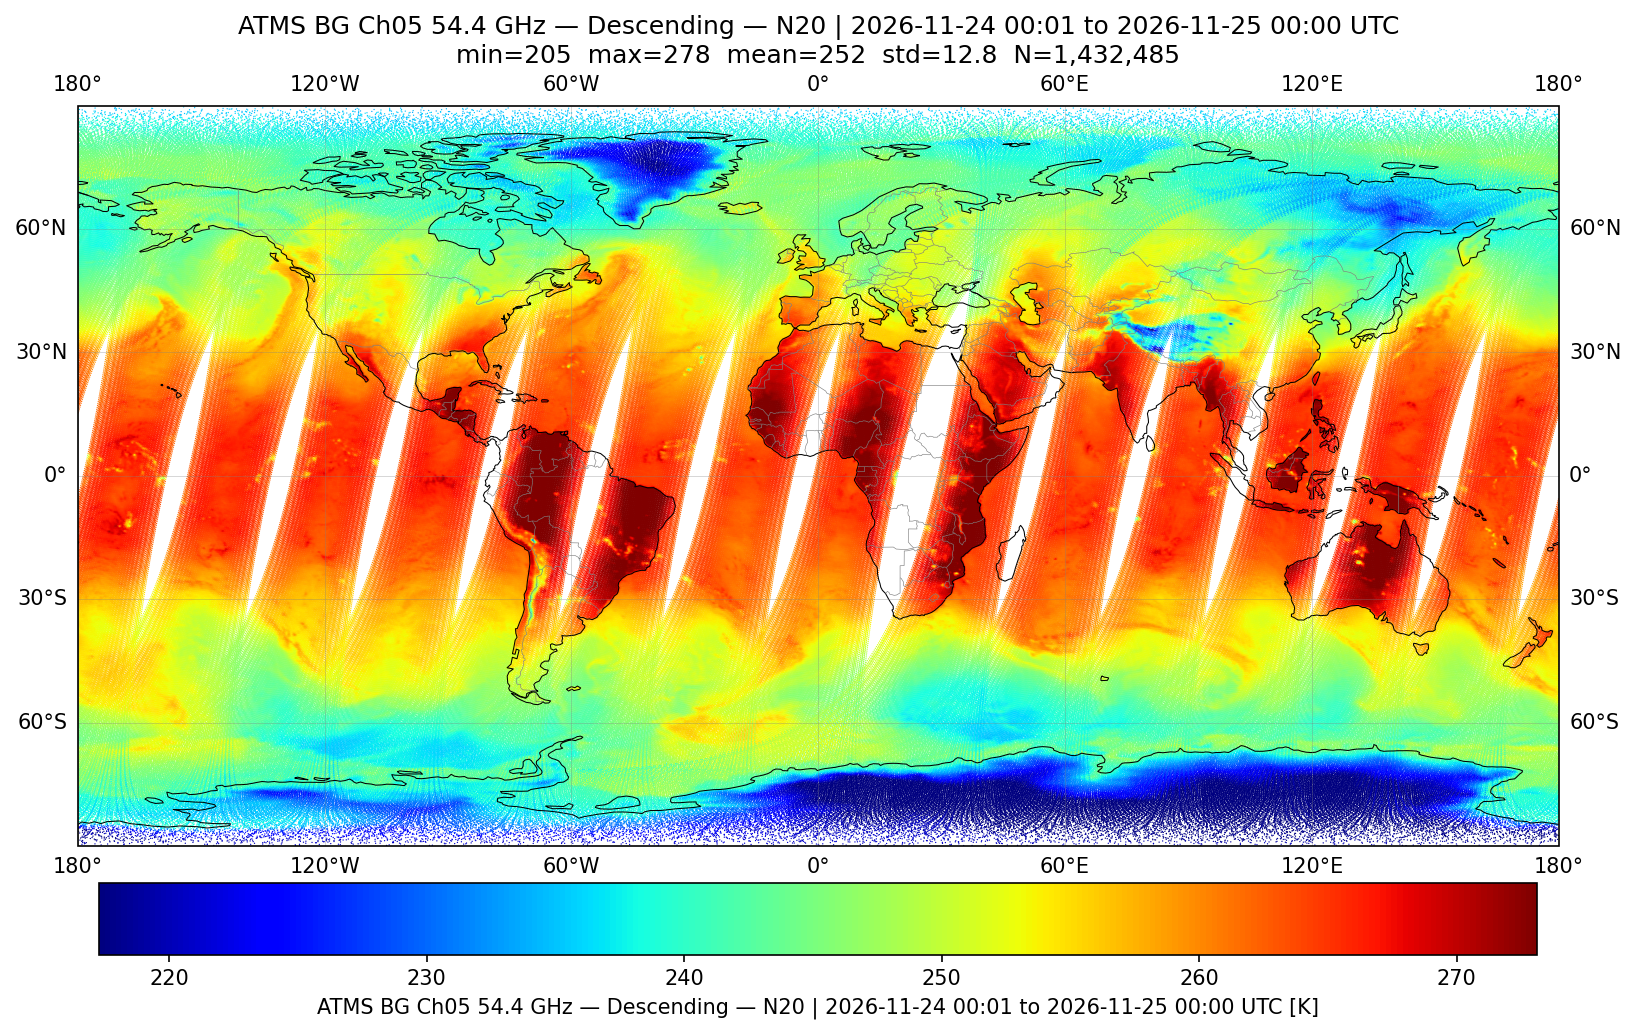 ATMS BG Ch05 54.4 GHz — Descending — N20 | 2026-11-24 00:01 to 2026-11-25 00:00 UTC
min=205  max=278  mean=252  std=12.8  N=1,432,485
180° 120°W 60°W 0° 60°E 120°E 180°
60°N 60°N
30°N 30°N
0° 0°
30°S 30°S
60°S 60°S
180° 120°W 60°W 0° 60°E 120°E 180°
220 230 240 250 260 270
ATMS BG Ch05 54.4 GHz — Descending — N20 | 2026-11-24 00:01 to 2026-11-25 00:00 UTC [K]